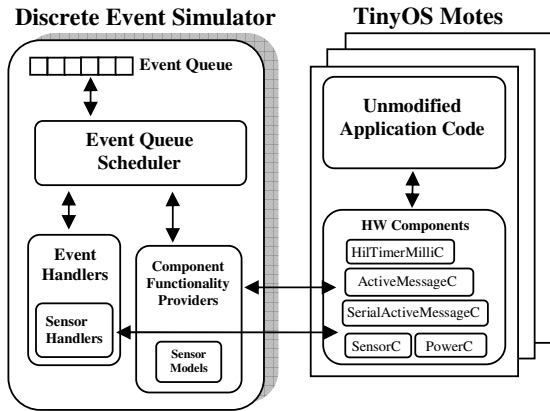 Discrete Event Simulator
Event Queue
Event Queue
Scheduler
Event
Handlers
Sensor
Handlers
Component
Functionality
Providers
Sensor
Models
TinyOS Motes
Unmodified
Application Code
HW Components
HilTimerMilliC
ActiveMessageC
SerialActiveMessageC
SensorC
PowerC